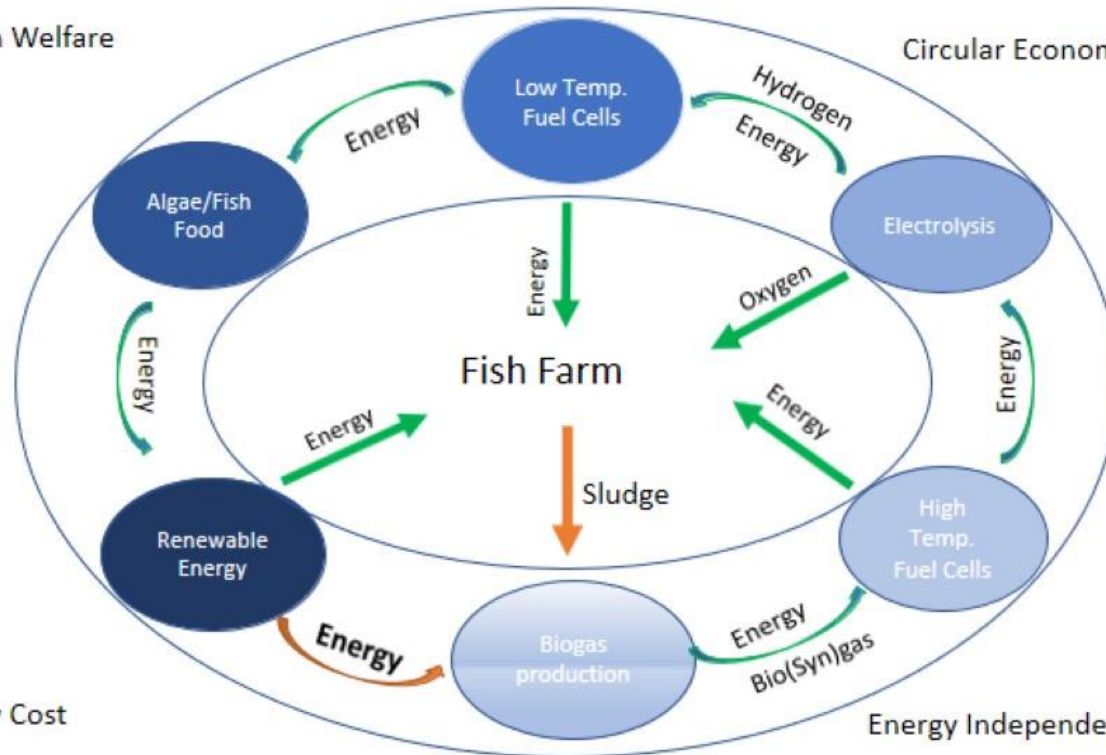 Welfare
Circular Econom
Low Temp.
Fuel Cells
Hydrogen
Energy
Energy
Algae/Fish
Food
Electrolysis
Energy
Oxygen
Energy
Fish Farm
Energy
Energy
Energy
Sludge
Renewable
Energy
High
Temp.
Fuel Cells
Energy
Biogas
production
Energy
Bio(Syn)gas
Cost
Energy Independe